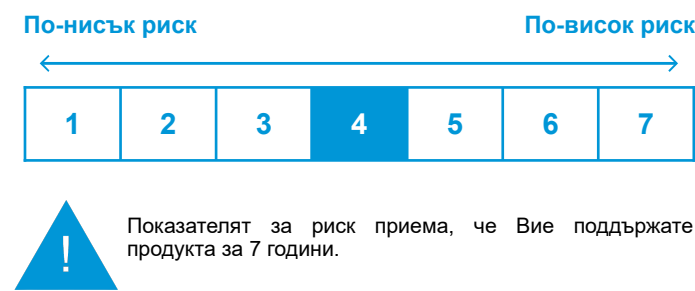 По-нисък риск По-висок риск
1 2 3 4 5 6 7
! Показателят за риск приема, че Вие поддържате
продукта за 7 години.